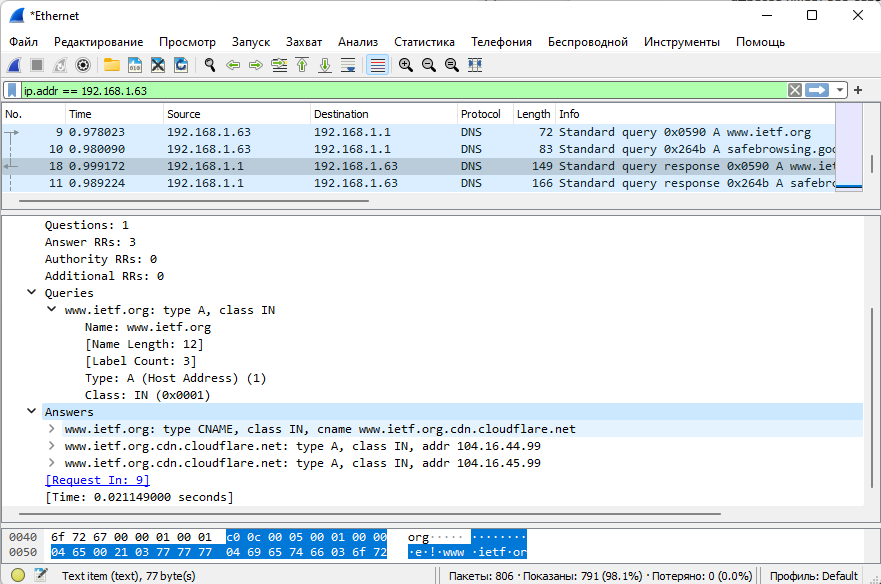 *Ethernet
Файл Редактирование Просмотр Запуск Захват Анализ Статистика Телефония Беспроводной Инструменты Помощь
ip.addr == 192.168.1.63
No. Time Source Destination Protocol Length Info
9 0.978023 192.168.1.63 192.168.1.1 DNS 72 Standard query 0x0590 A www.ietf.org
10 0.980090 192.168.1.63 192.168.1.1 DNS 83 Standard query 0x264b A safebrowsing.goo
18 0.999172 192.168.1.1 192.168.1.63 DNS 149 Standard query response 0x0590 A www.iet
11 0.989224 192.168.1.1 192.168.1.63 DNS 166 Standard query response 0x264b A safebro
Questions: 1
Answer RRs: 3
Authority RRs: 0
Additional RRs: 0
Queries
www.ietf.org: type A, class IN
Name: www.ietf.org
[Name Length: 12]
[Label Count: 3]
Type: A (Host Address) (1)
Class: IN (0x0001)
Answers
www.ietf.org: type CNAME, class IN, cname www.ietf.org.cdn.cloudflare.net
www.ietf.org.cdn.cloudflare.net: type A, class IN, addr 104.16.44.99
www.ietf.org.cdn.cloudflare.net: type A, class IN, addr 104.16.45.99
[Request In: 9]
[Time: 0.021149000 seconds]
0040 6f 72 67 00 00 01 00 01 c0 0c 00 05 00 01 00 00 org····· ········
0050 04 65 00 21 03 77 77 77 04 69 65 74 66 03 6f 72 ·e·!·www ·ietf·or
Text item (text), 77 byte(s) Пакеты: 806 · Показаны: 791 (98.1%) · Потеряно: 0 (0.0%) Профиль: Default